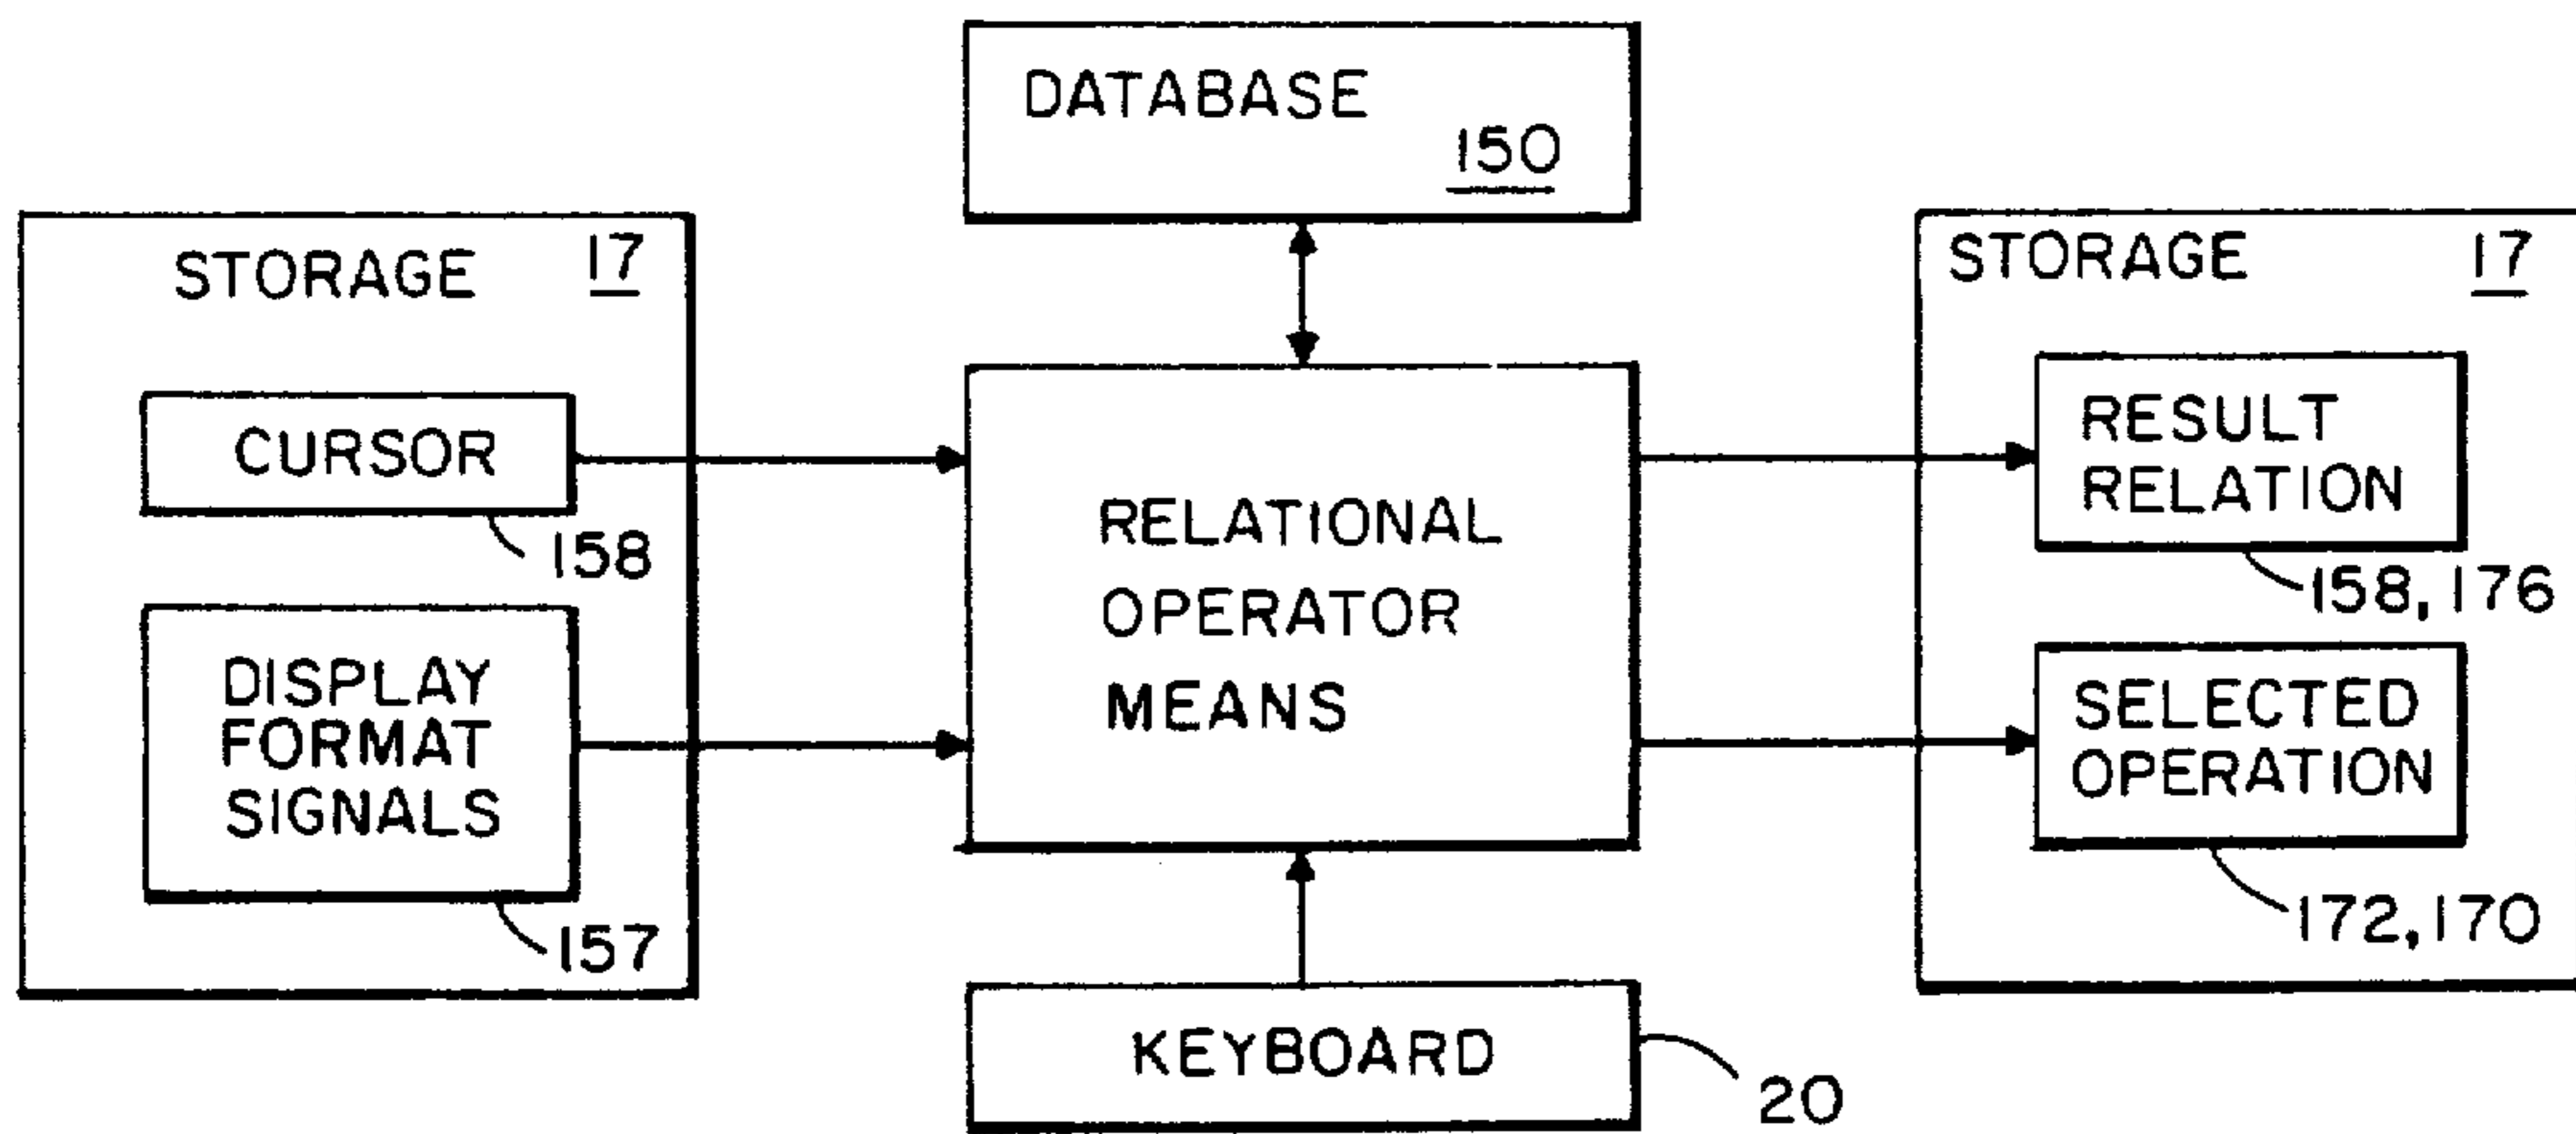 DATABASE
150
STORAGE 17
CURSOR
158
DISPLAY
FORMAT
SIGNALS
157
RELATIONAL
OPERATOR
MEANS
KEYBOARD
20
STORAGE 17
RESULT
RELATION
158, 176
SELECTED
OPERATION
172, 170